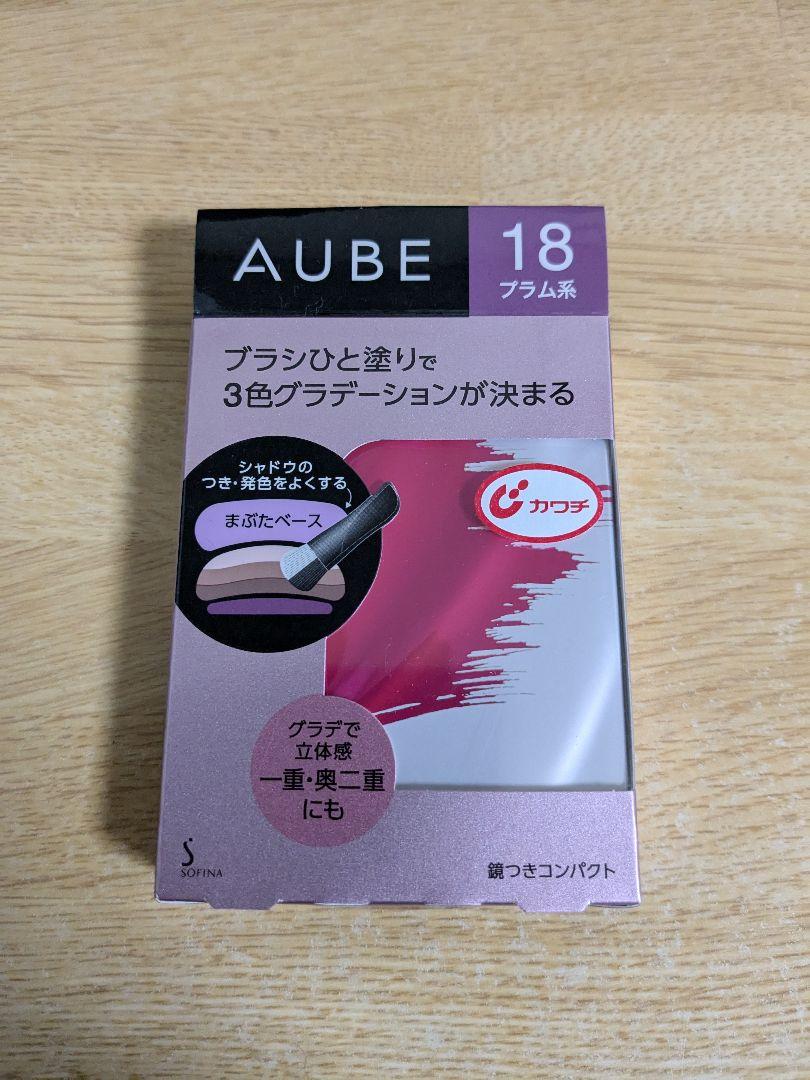 AUBE
18
プラム系
ブラシひと塗りで
3色グラデーションが決まる
シャドウの
つき・発色をよくする
まぶたベース
カワチ
グラデで
立体感
一重・奥二重
にも
SOFINA
鏡つきコンパクト